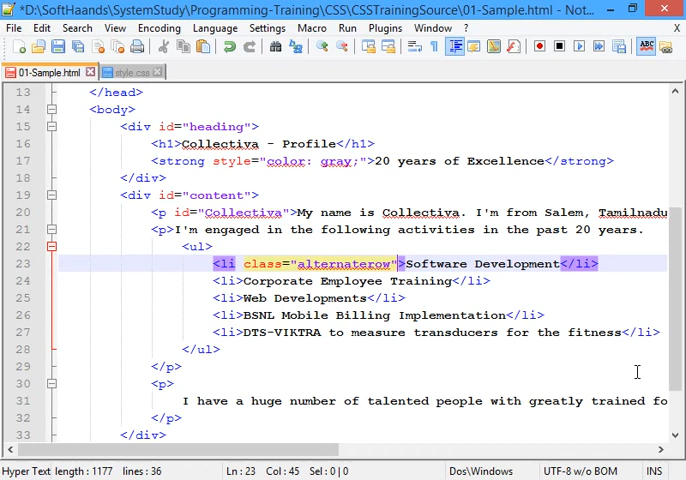 *D:\SoftHaands\SystemStudy\Programming-Training\CSS\CSSTrainingSource\01-Sample.html - Not...
File Edit Search View Encoding Language Settings Macro Run Plugins Window ? X
01-Sample.html style.css
13 </head>
14 <body>
15 <div id="heading">
16 <h1>Collectiva - Profile</h1>
17 <strong style="color: gray;">20 years of Excellence</strong>
18 </div>
19 <div id="content">
20 <p id="Collectiva">My name is Collectiva. I'm from Salem, Tamilnadu
21 <p>I'm engaged in the following activities in the past 20 years.
22 <ul>
23 <li class="alternaterow">Software Development</li>
24 <li>Corporate Employee Training</li>
25 <li>Web Developments</li>
26 <li>BSNL Mobile Billing Implementation</li>
27 <li>DTS-VIKTRA to measure transducers for the fitness</li>
28 </ul>
29 </p>
30 <p>
31 I have a huge number of talented people with greatly trained fo
32 </p>
33 </div>
Hyper Text length : 1177 lines : 36 Ln : 23 Col : 45 Sel : 0 | 0 Dos\Windows UTF-8 w/o BOM INS